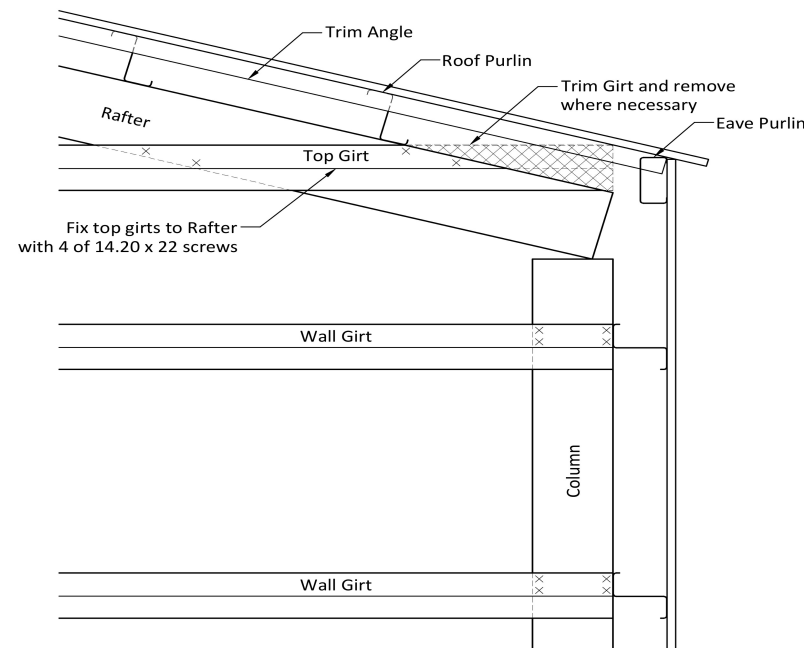 Trim Angle
Roof Purlin
Trim Girt and remove
where necessary
Eave Purlin
Rafter
Top Girt
Fix top girts to Rafter
with 4 of 14.20 x 22 screws
Wall Girt
Column
Wall Girt